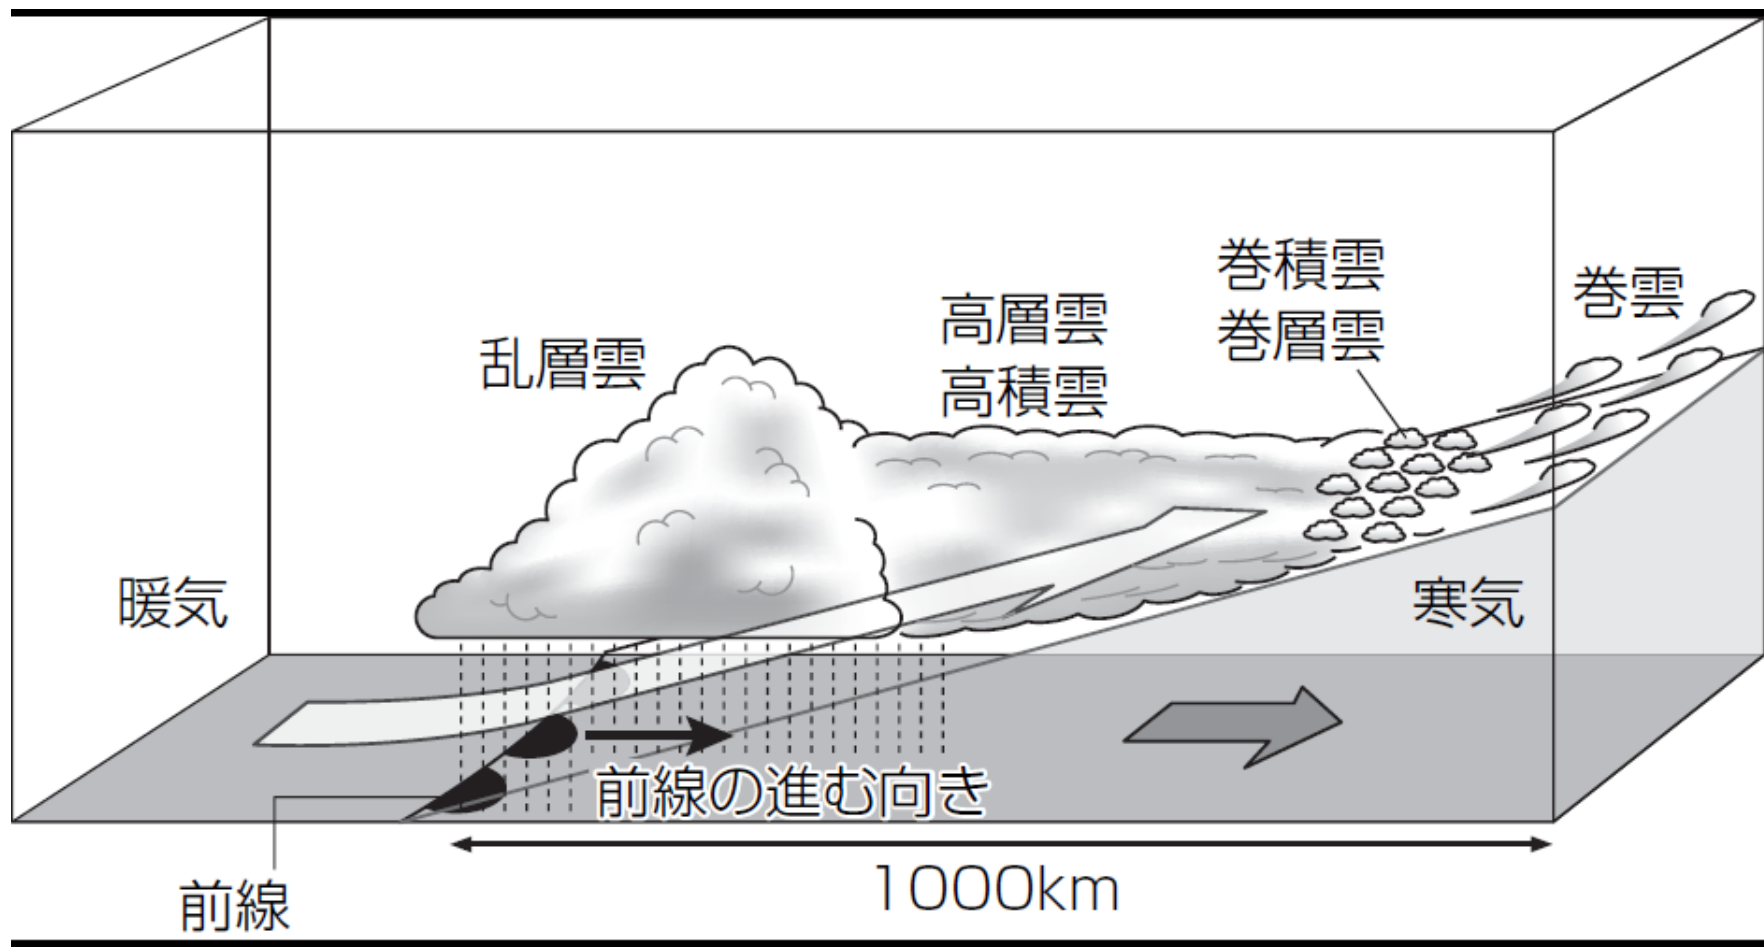 巻積雲
巻層雲
巻雲
高層雲
高積雲
乱層雲
暖気
寒気
前線の進む向き
1000km
前線